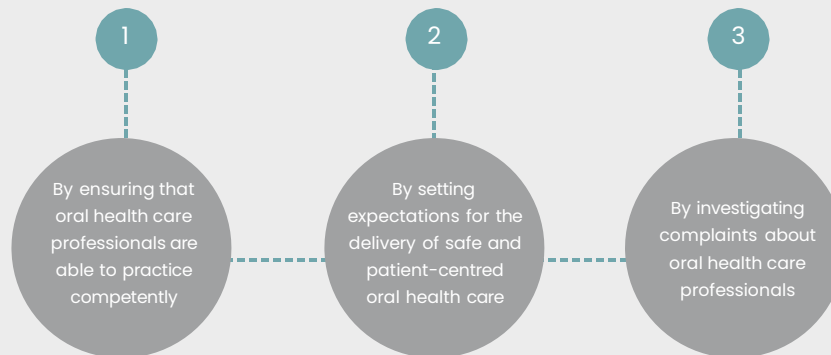 1
By ensuring that
oral health care
professionals are
able to practice
competently
2
By setting
expectations for the
delivery of safe and
patient-centred
oral health care
3
By investigating
complaints about
oral health care
professionals